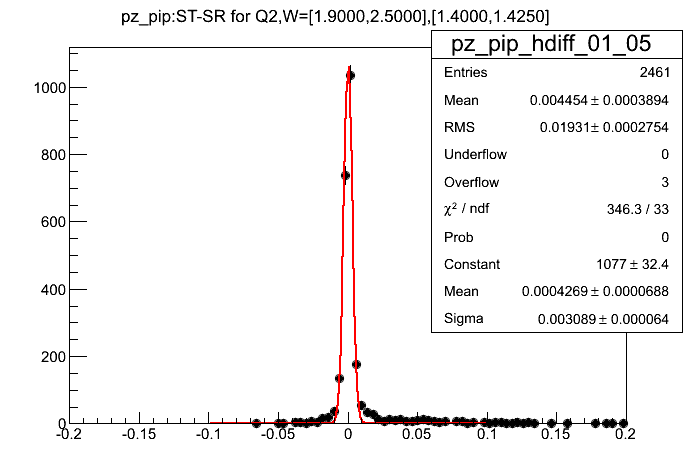 pz_pip:ST-SR for Q2,W=[1.9000,2.5000],[1.4000,1.4250]
pz_pip_hdiff_01_05
Entries 2461
Mean 0.004454 ± 0.0003894
RMS 0.01931 ± 0.0002754
Underflow 0
Overflow 3
χ² / ndf 346.3 / 33
Prob 0
Constant 1077 ± 32.4
Mean 0.0004269 ± 0.0000688
Sigma 0.003089 ± 0.000064
1000
800
600
400
200
0
-0.2 -0.15 -0.1 -0.05 0 0.05 0.1 0.15 0.2